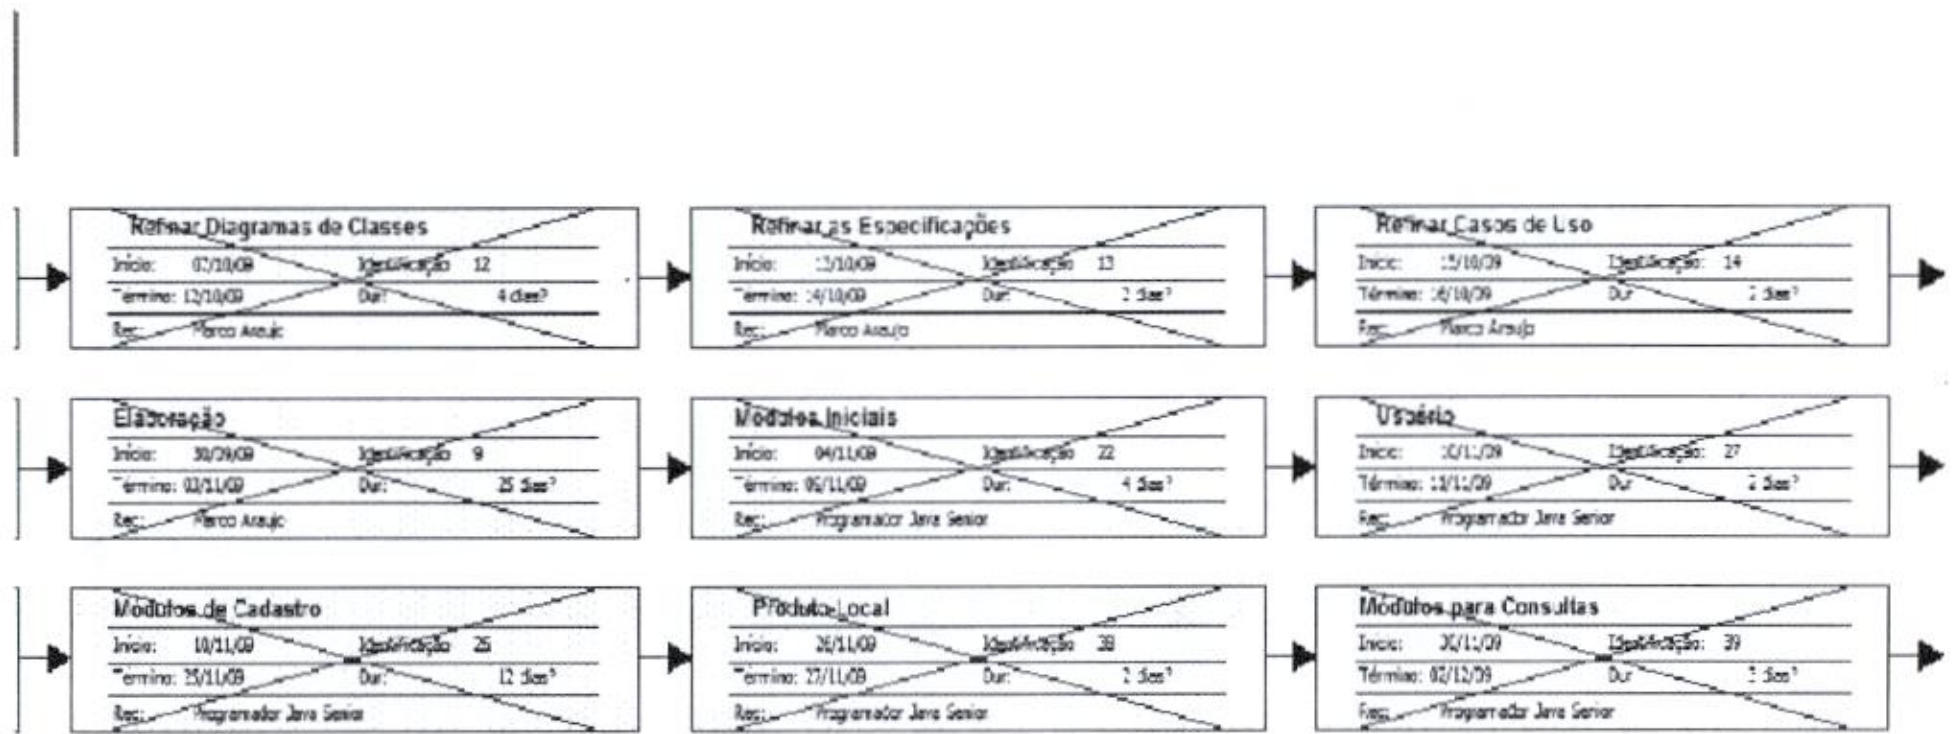 Refinar Diagramas de Classes
Início: 07/10/09 Identificação 12
Término: 12/10/09 Dur: 4 dias?
Rec: Marco Araujo
Refinar as Especificações
Início: 13/10/09 Identificação 13
Término: 14/10/09 Dur: 2 dias?
Rec: Marco Araujo
Refinar Casos de Uso
Início: 15/10/09 Identificação: 14
Término: 16/10/09 Dur 2 dias?
Rec: Marco Araujo
Elaboração
Início: 30/09/09 Identificação 9
Término: 03/11/09 Dur: 25 dias?
Rec: Marco Araujo
Módulos Iniciais
Início: 04/11/09 Identificação 22
Término: Dur: 4 dias?
Rec: Programador Java Senior
Usuário
Início: 10/11/09 Identificação: 27
Término: 11/11/09 Dur 2 dias?
Rec: Programador Java Senior
Módulos de Cadastro
Início: 10/11/09 Identificação
Término: 25/11/09 Dur: 12 dias?
Rec: Programador Java Senior
Produto-Local
Início: 26/11/09 Identificação 38
Término: 27/11/09 Dur: 2 dias?
Rec: Programador Java Senior
Módulos para Consultas
Início: 30/11/09 Identificação: 39
Término: 02/12/09 Dur 3 dias?
Rec: Programador Java Senior